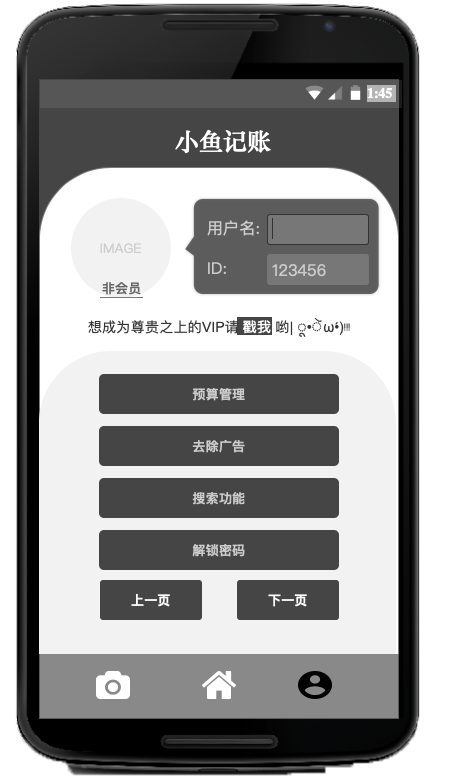 1:45
小鱼记账
IMAGE
非会员
用户名:
ID: 123456
想成为尊贵之上的VIP请 戳我 哟| ू•ૅω•́)ᵎᵎᵎ
预算管理
去除广告
搜索功能
解锁密码
上一页 下一页